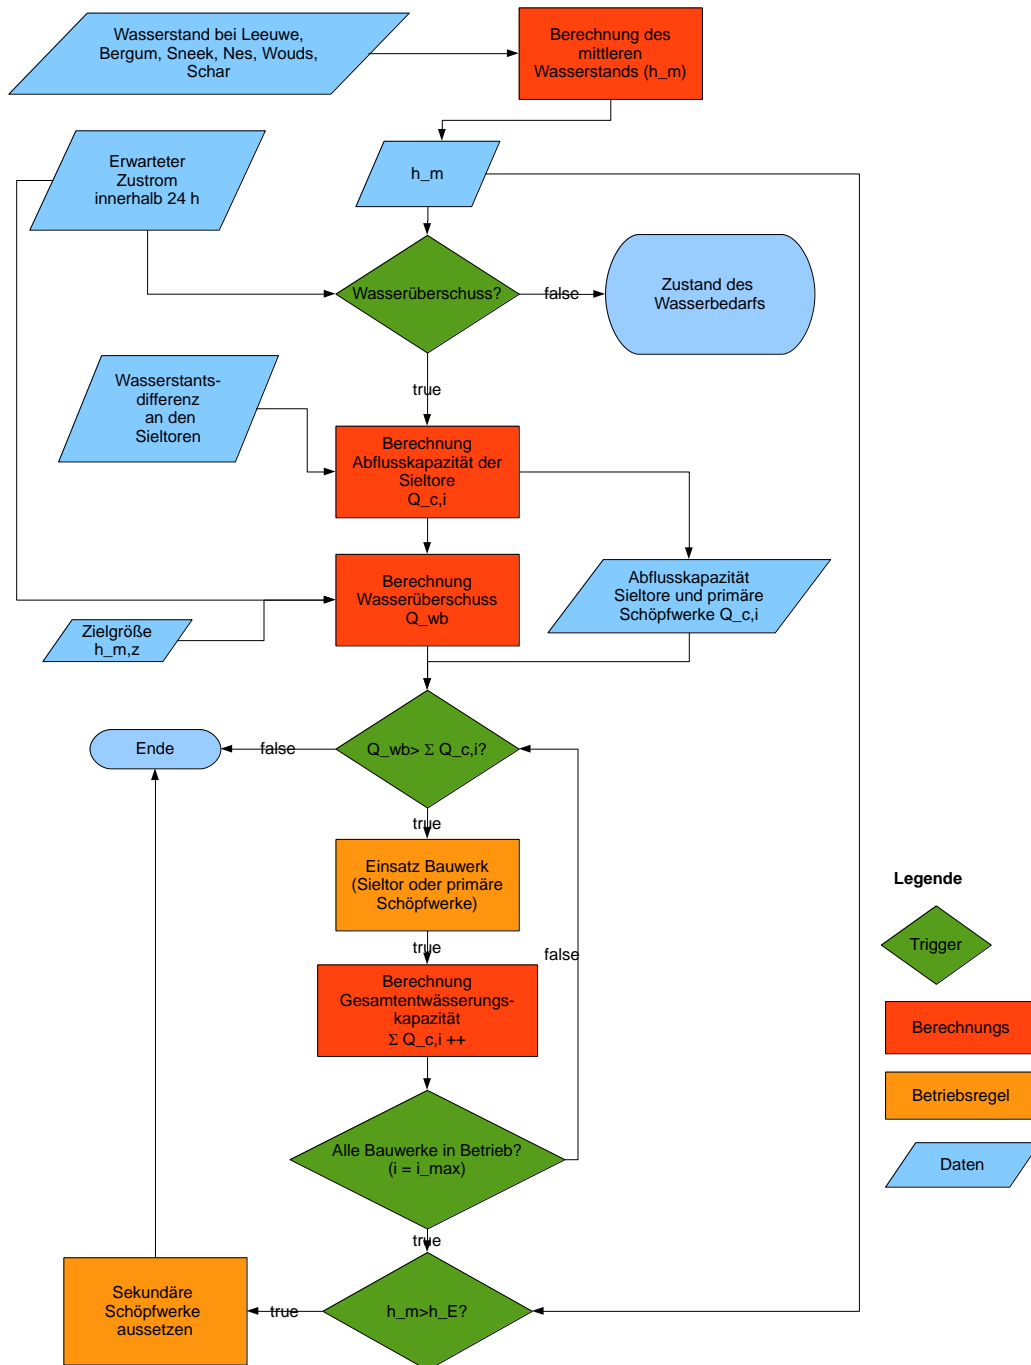 Wasserstand bei Leeuwe,
Bergum, Sneek, Nes, Wouds,
Schar
Berechnung des
mittleren
Wasserstands (h_m)
Erwarteter
Zustrom
innerhalb 24 h
h_m
Wasserüberschuss?
false
Zustand des
Wasserbedarfs
true
Wasserstants-
differenz
an den
Sieltoren
Berechnung
Abflusskapazität der
Sieltore
Q_c,i
Berechnung
Wasserüberschuss
Q_wb
Abflusskapazität
Sieltore und primäre
Schöpfwerke Q_c,i
Zielgröße
h_m,z
Ende
false
Q_wb> Σ Q_c,i?
true
Einsatz Bauwerk
(Sieltor oder primäre
Schöpfwerke)
true
false
Berechnung
Gesamtentwässerungs-
kapazität
Σ Q_c,i ++
Alle Bauwerke in Betrieb?
(i = i_max)
true
Sekundäre
Schöpfwerke
aussetzen
true
h_m>h_E?
Legende
Trigger
Berechnungs
Betriebsregel
Daten